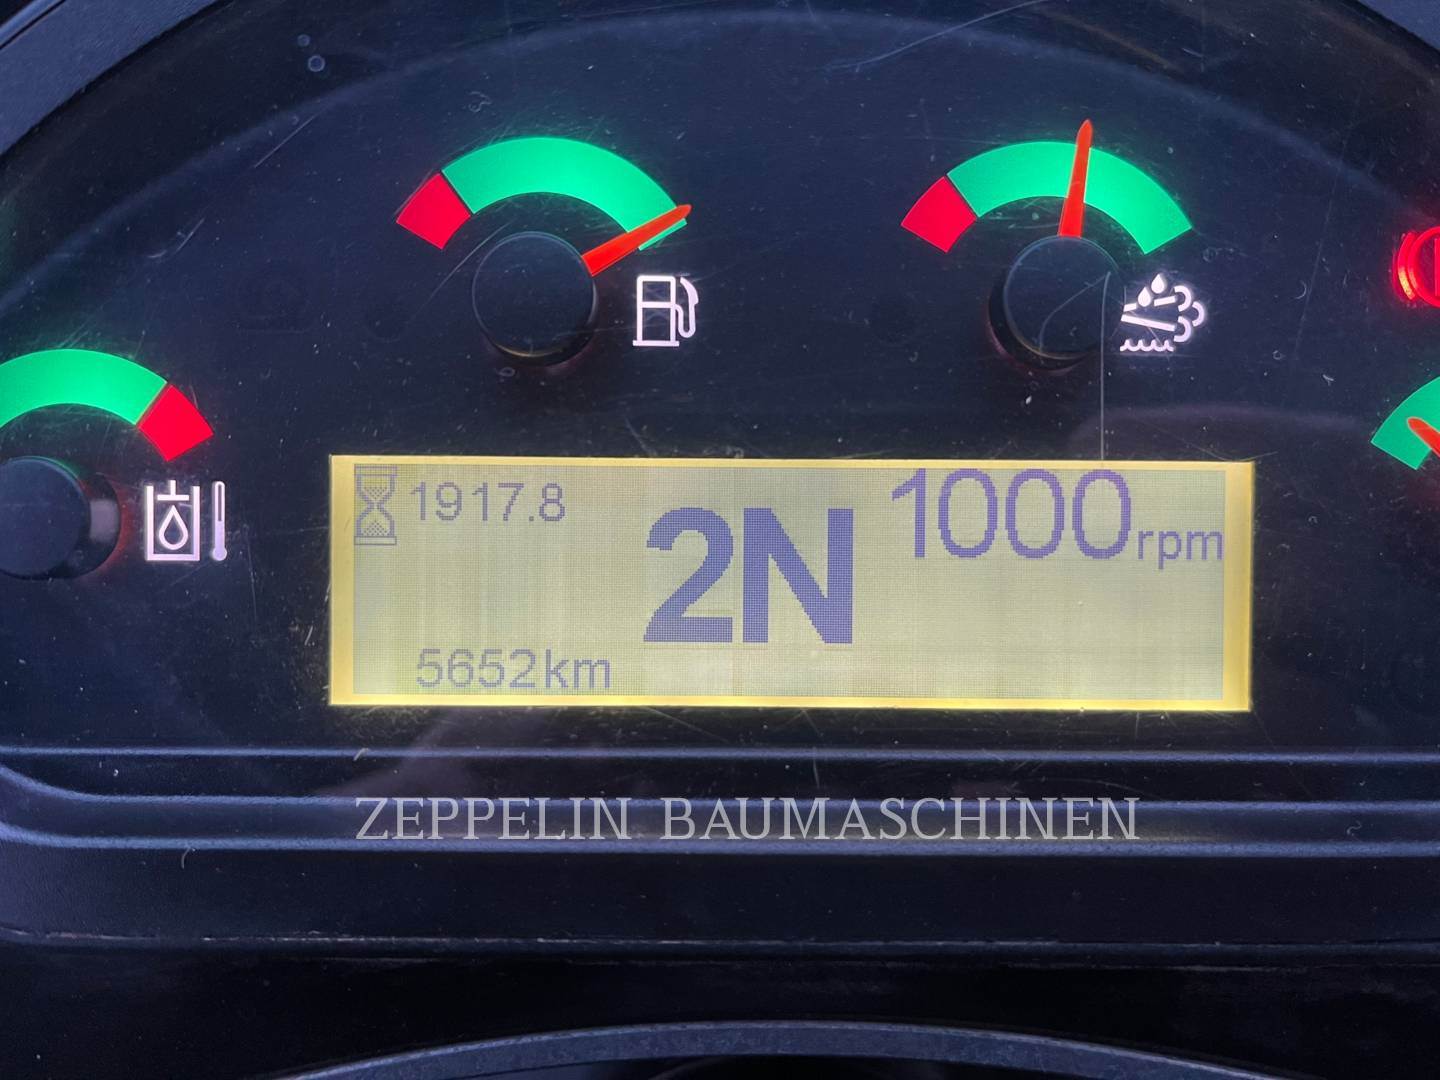 1917.8
2N
1000rpm
5652km
ZEPPELIN BAUMASCHINEN